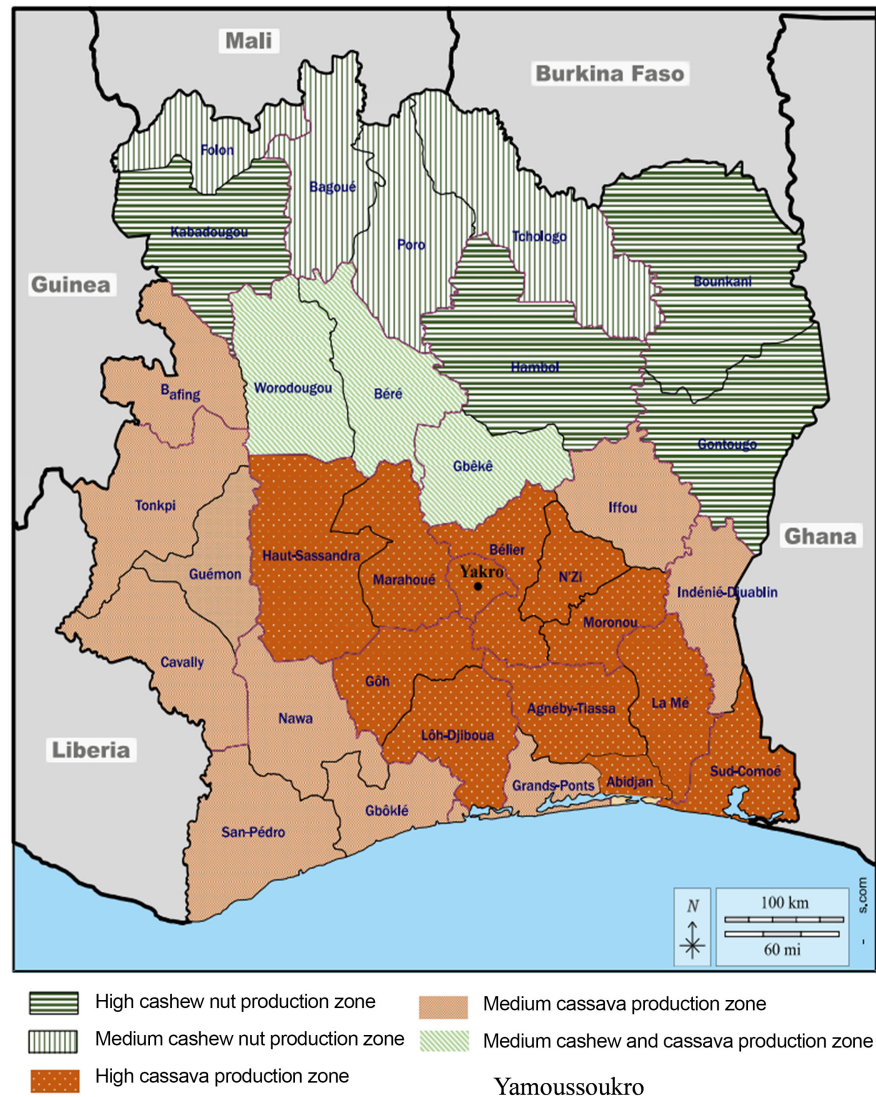 Mali
Burkina Faso
Folon
Bagoué
Kabadougou
Poro
Tchologo
Guinea
Bounkani
Hambol
Worodougou
Béré
Bafing
Gontougo
Gbêkê
Tonkpi
Iffou
Ghana
Haut-Sassandra
Bélier
Guémon
Marahoué
Yakro
N'Zi
Indénié-Djuablin
Moronou
Cavally
Gôh
La Mé
Nawa
Agnéby-Tiassa
Lôh-Djiboua
Liberia
Sud-Comoé
Grands-Ponts
Abidjan
Gbôklé
San-Pédro
N
100 km
60 mi
s.com
High cashew nut production zone
Medium cashew nut production zone
High cassava production zone
Medium cassava production zone
Medium cashew and cassava production zone
Yamoussoukro